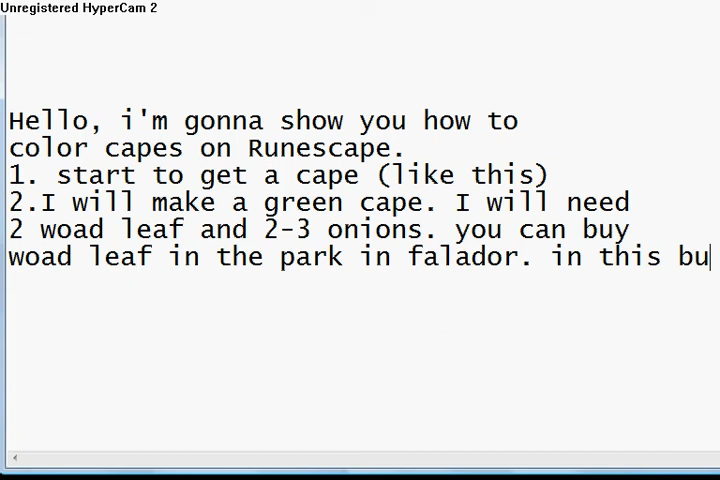 Unregistered HyperCam 2
Hello, i'm gonna show you how to
color capes on Runescape.
1. start to get a cape (like this)
2.I will make a green cape. I will need
2 woad leaf and 2-3 onions. you can buy
woad leaf in the park in falador. in this bu